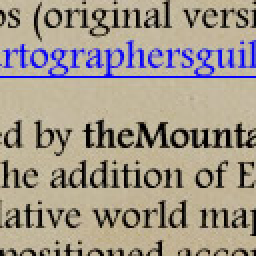 os (original versi
artographersguil
ed by theMounta
he addition of E
lative world map
positioned accor